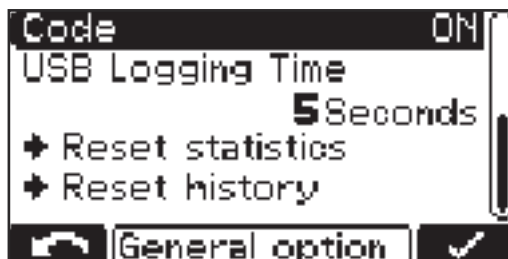 Code ON
USB Logging Time
5 Seconds
Reset statistics
Reset history
General option